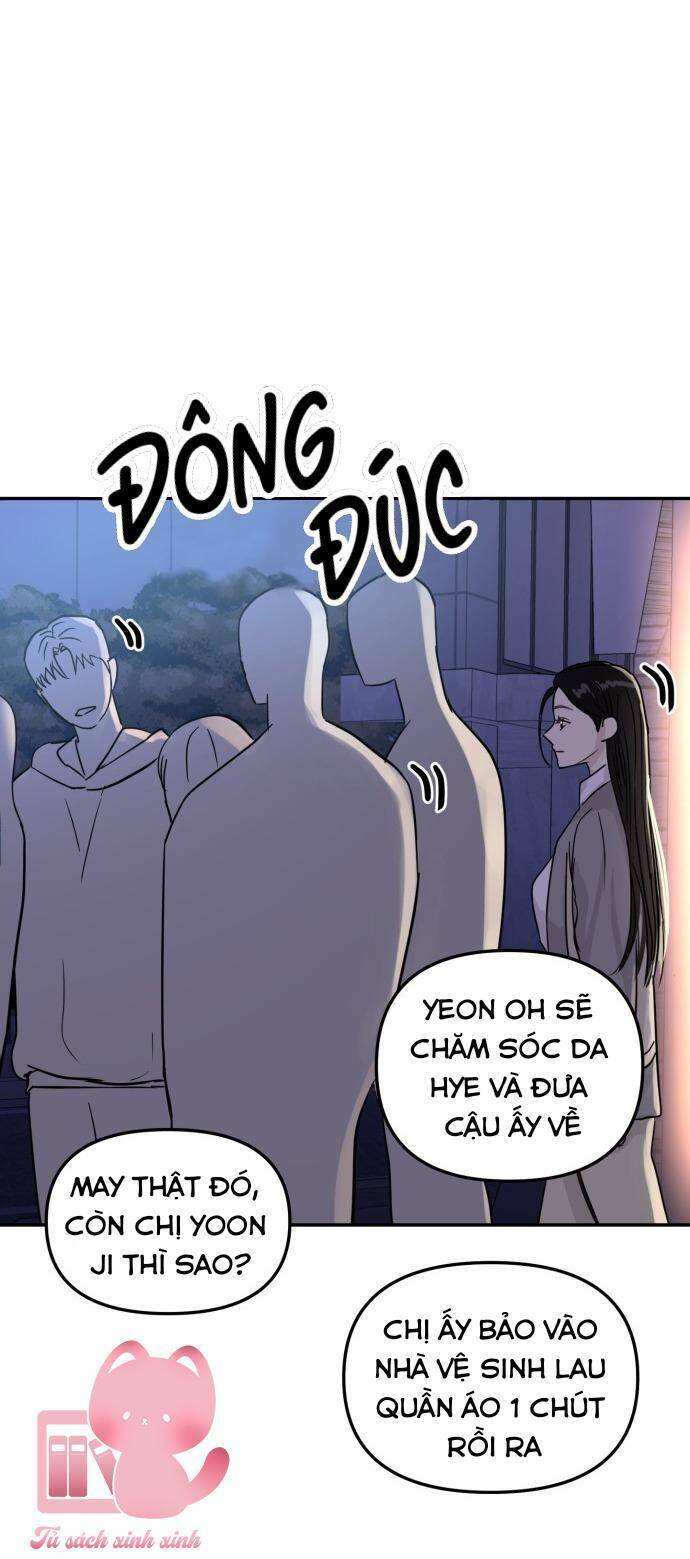 ĐÔNG
ĐÚC
YEON OH SẼ
CHĂM SÓC DA
HYE VÀ ĐƯA
CẬU ẤY VỀ
MAY THẬT ĐÓ,
CÒN CHỊ YOON
JI THÌ SAO?
CHỊ ẤY BẢO VÀO
NHÀ VỆ SINH LAU
QUẦN ÁO 1 CHÚT
RỒI RA
Tủ sách xinh xinh